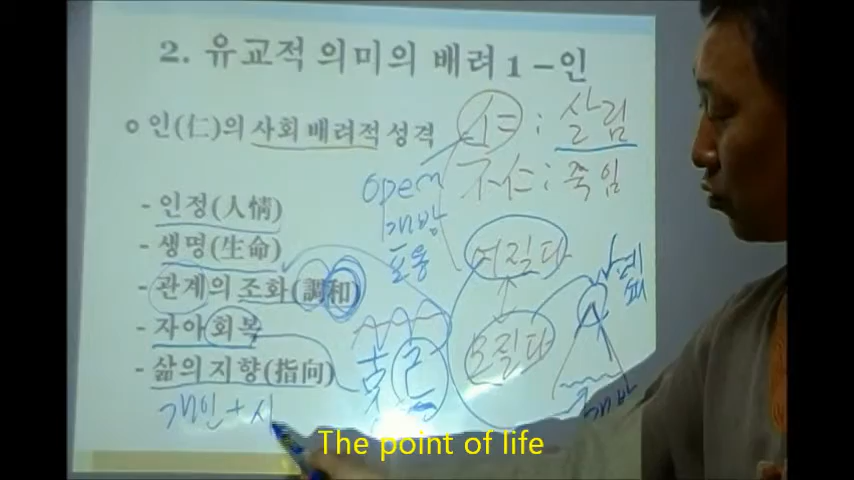 2. 유교적 의미의 배려 1 – 인
o 인(仁)의 사회 배려적 성격
仁 : 살림
不仁 : 죽임
open
개방
포용
- 인정(人情)
- 생명(生命)
- 관계의 조화(調和)
- 자아 회복
- 삶의 지향(指向)
어질다
모질다
개인 + 사
The point of life